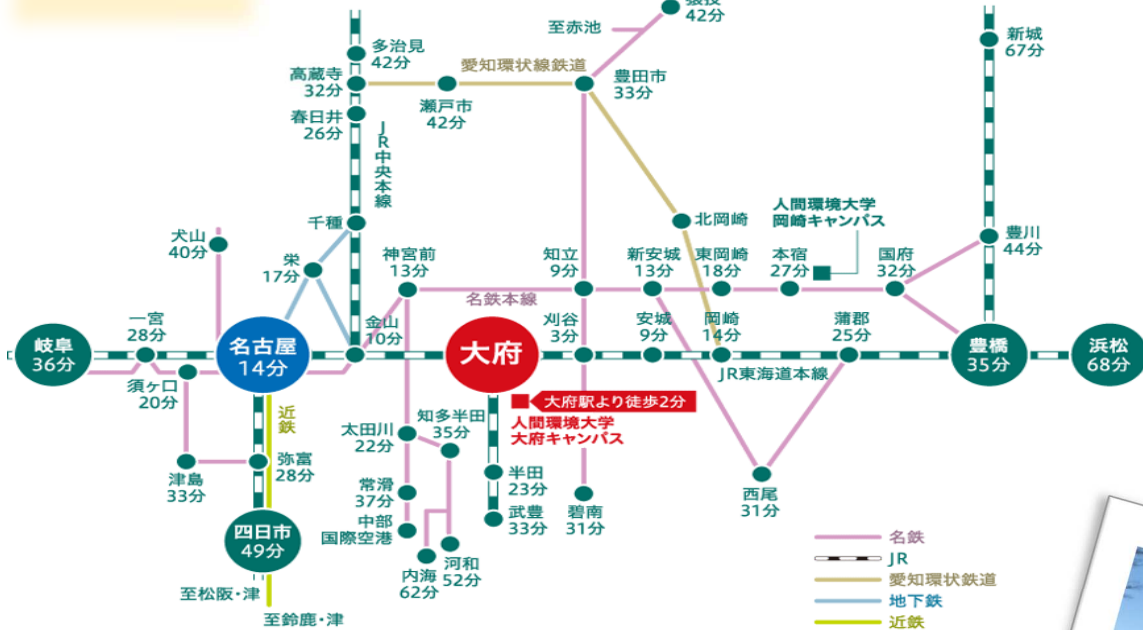 42分
至赤池
新城
67分
多治見
42分
愛知環状線鉄道
高蔵寺
32分
豊田市
33分
瀬戸市
42分
春日井
26分
JR中央本線
人間環境大学
岡崎キャンパス
千種
北岡崎
犬山
40分
豊川
44分
栄
17分
神宮前
13分
知立
9分
新安城
13分
東岡崎
18分
本宿
27分
国府
32分
名鉄本線
一宮
28分
金山
10分
刈谷
3分
安城
9分
岡崎
14分
蒲郡
25分
岐阜
36分
名古屋
14分
大府
豊橋
35分
浜松
68分
JR東海道本線
須ヶ口
20分
大府駅より徒歩2分
人間環境大学
大府キャンパス
近鉄
知多半田
35分
太田川
22分
弥富
28分
津島
33分
半田
23分
常滑
37分
西尾
31分
武豊
33分
碧南
31分
中部
国際空港
四日市
49分
河和
52分
内海
62分
至松阪・津
至鈴鹿・津
名鉄
JR
愛知環状鉄道
地下鉄
近鉄